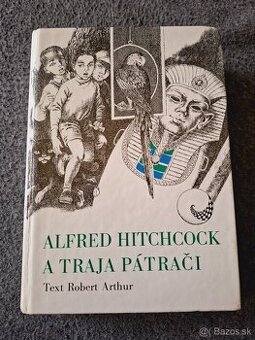 ALFRED HITCHCOCK
A TRAJA PÁTRAČI
Text Robert Arthur
Bazos.sk